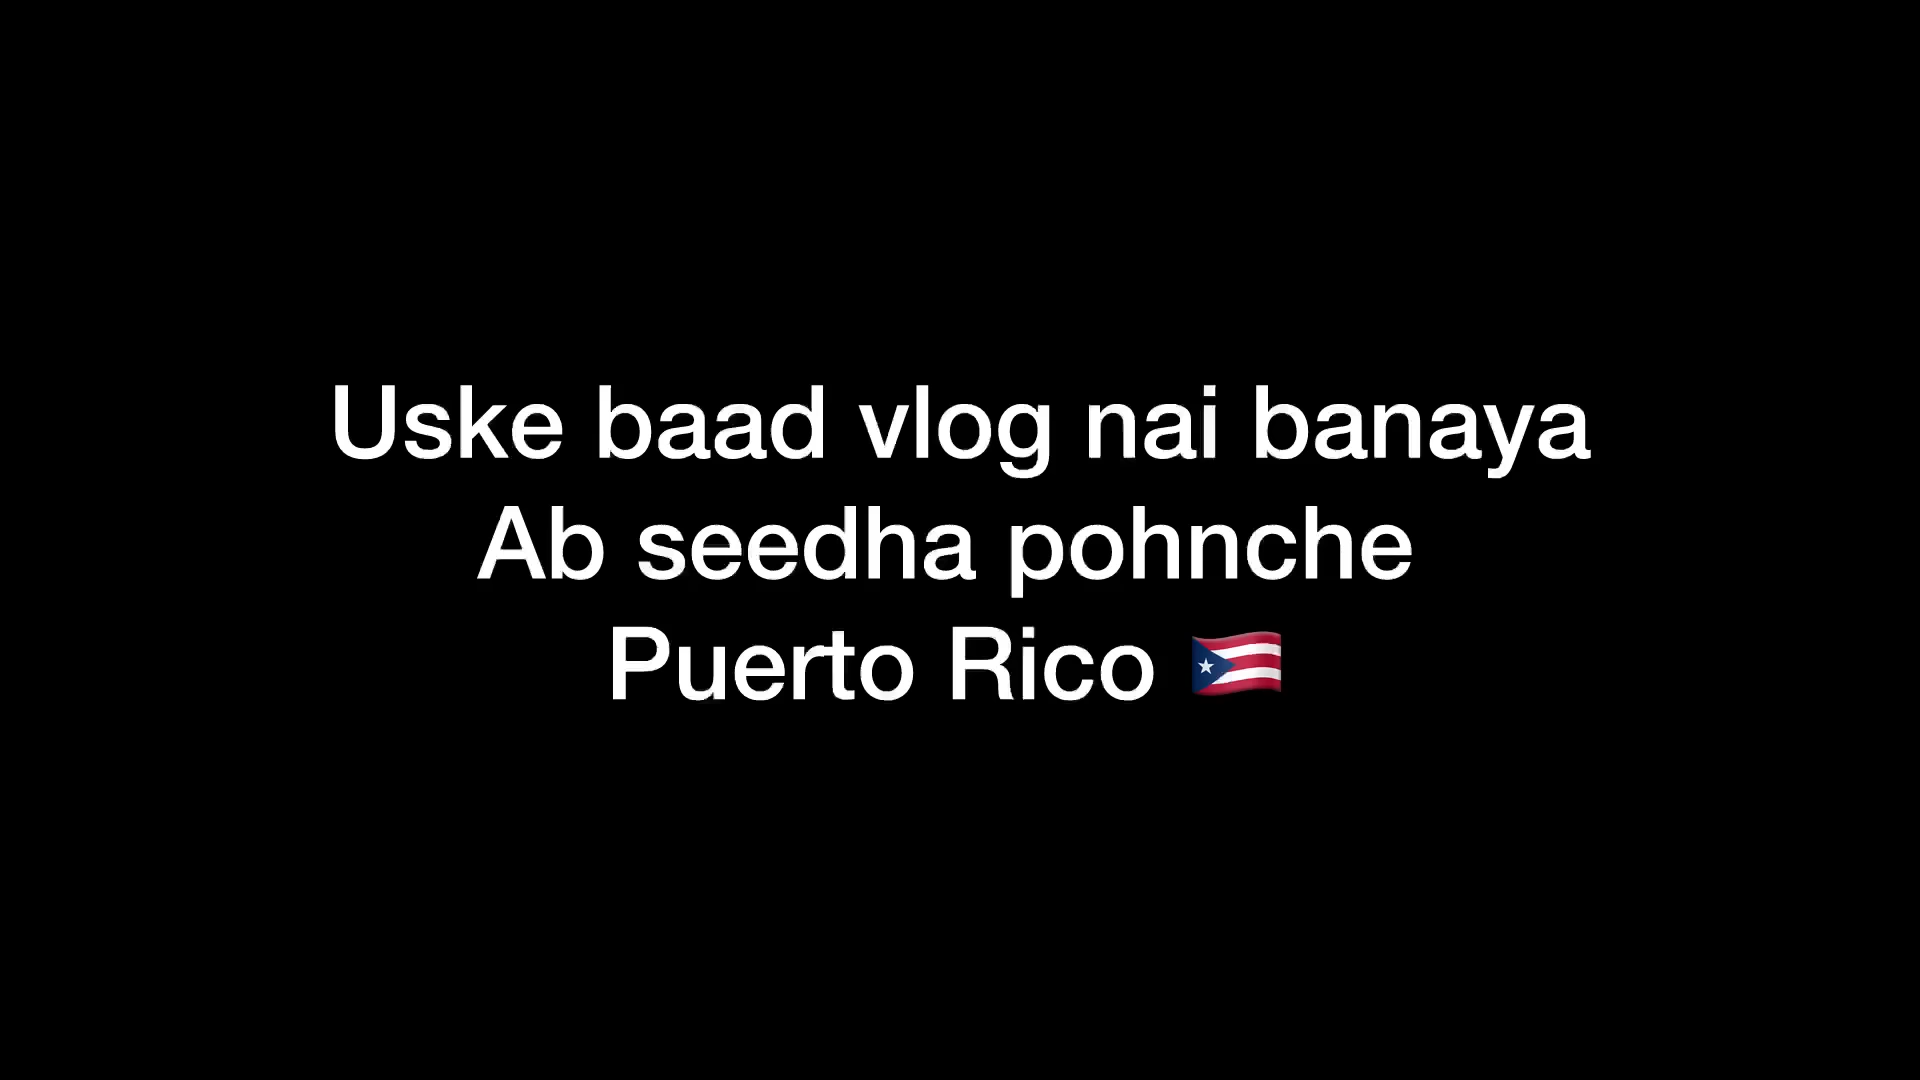 Uske baad vlog nai banaya
Ab seedha pohnche
Puerto Rico 🇵🇷